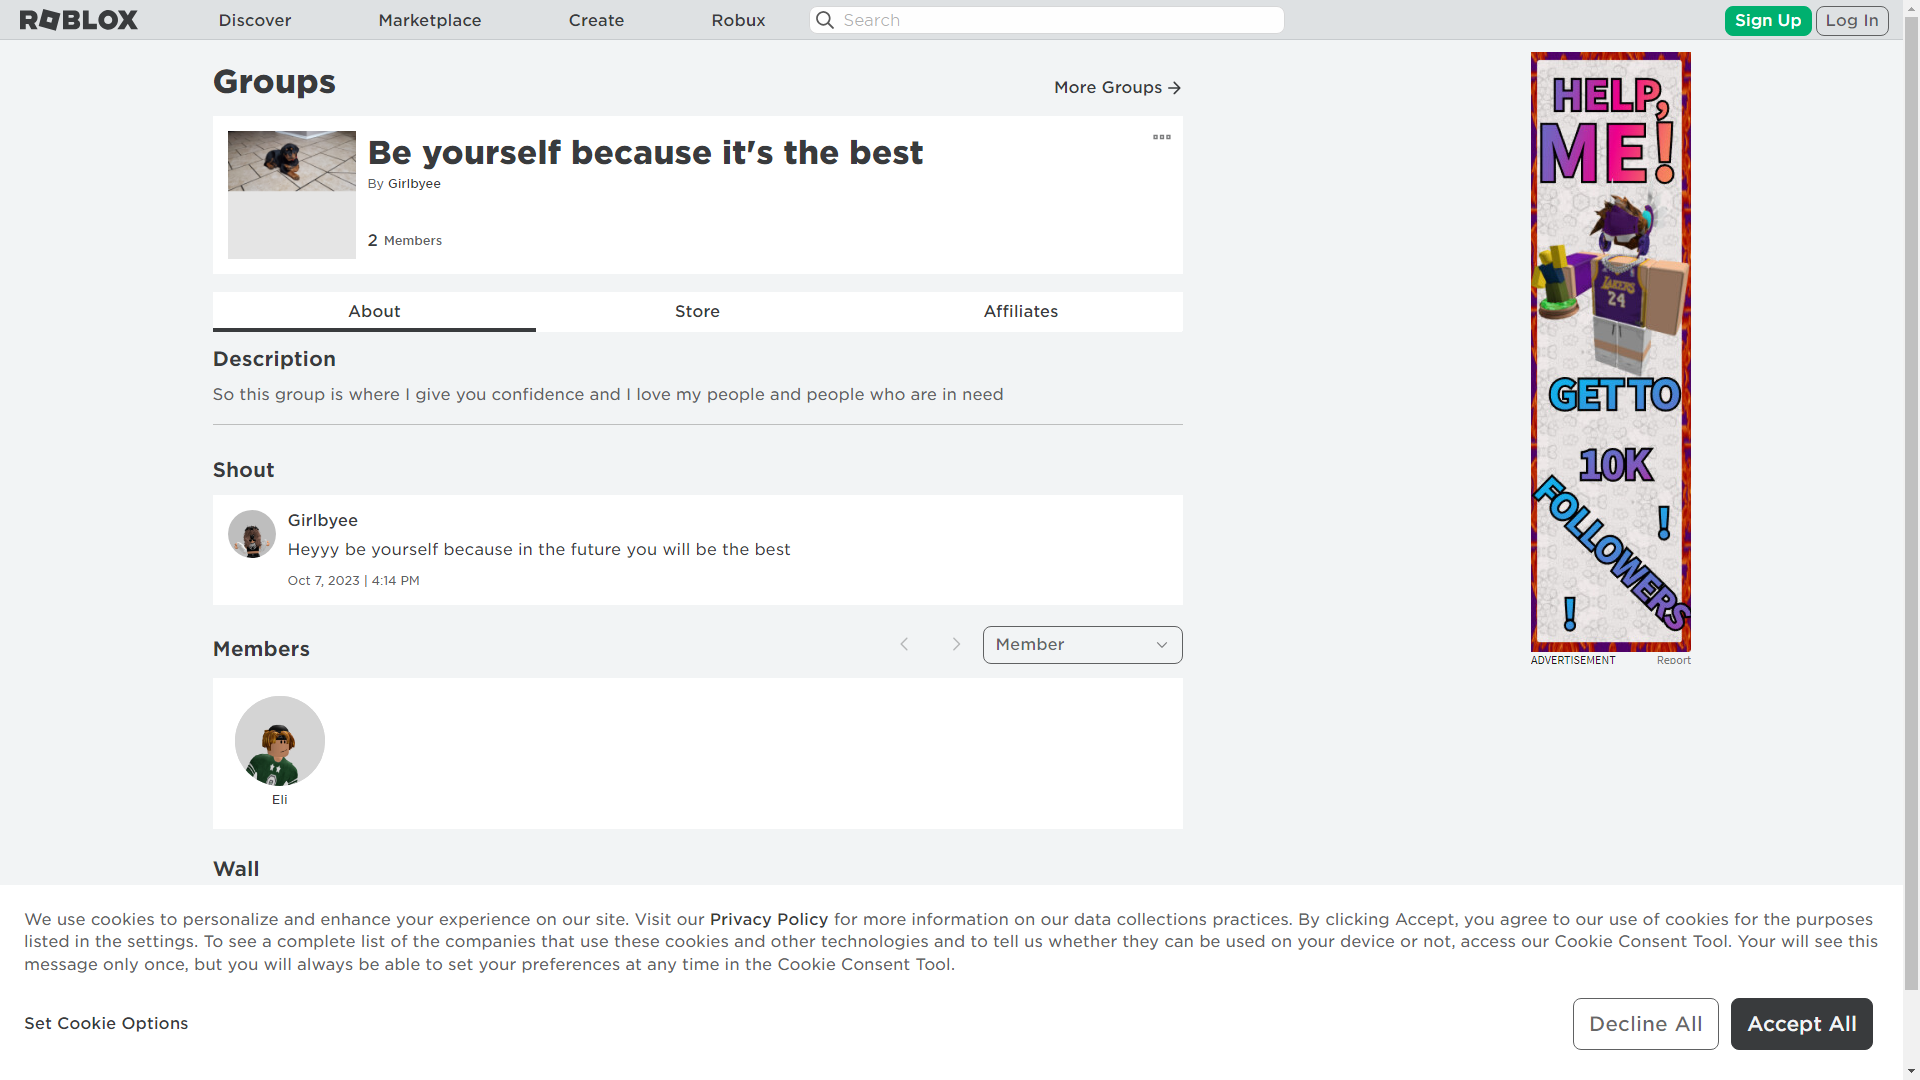 ROBLOX
Discover
Marketplace
Create
Robux
Search
Sign Up
Log In
Groups
More Groups
Be yourself because it's the best
By Girlbyee
2 Members
About
Store
Affiliates
Description
So this group is where I give you confidence and I love my people and people who are in need
Shout
Girlbyee
Heyyy be yourself because in the future you will be the best
Oct 7, 2023 | 4:14 PM
Members
Member
Eli
Wall
HELP,
ME!
LAKERS
24
GET TO
10K
FOLLOWERS
!
!
ADVERTISEMENT
Report
We use cookies to personalize and enhance your experience on our site. Visit our Privacy Policy for more information on our data collections practices. By clicking Accept, you agree to our use of cookies for the purposes
listed in the settings. To see a complete list of the companies that use these cookies and other technologies and to tell us whether they can be used on your device or not, access our Cookie Consent Tool. Your will see this
message only once, but you will always be able to set your preferences at any time in the Cookie Consent Tool.
Set Cookie Options
Decline All
Accept All